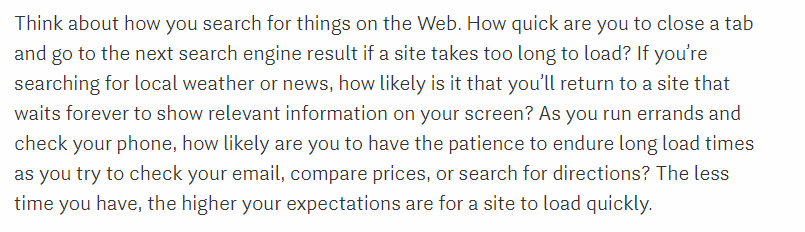 Think about how you search for things on the Web. How quick are you to close a tab
and go to the next search engine result if a site takes too long to load? If you’re
searching for local weather or news, how likely is it that you’ll return to a site that
waits forever to show relevant information on your screen? As you run errands and
check your phone, how likely are you to have the patience to endure long load times
as you try to check your email, compare prices, or search for directions? The less
time you have, the higher your expectations are for a site to load quickly.